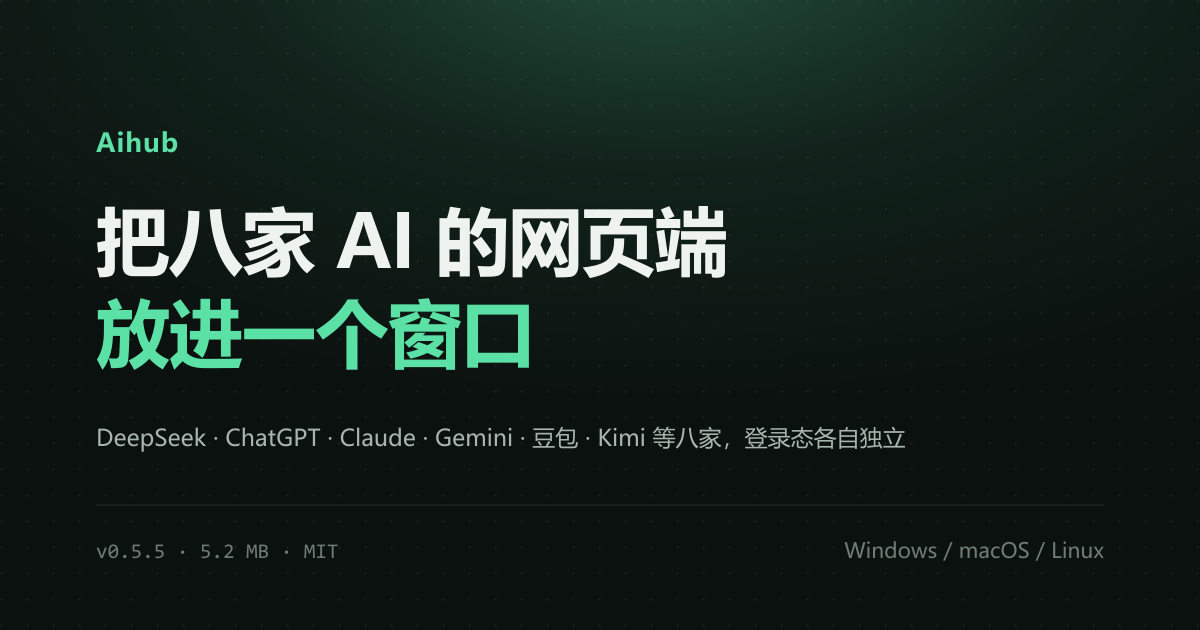 Aihub
把八家 AI 的网页端
放进一个窗口
DeepSeek · ChatGPT · Claude · Gemini · 豆包 · Kimi 等八家，登录态各自独立
v0.5.5 · 5.2 MB · MIT
Windows / macOS / Linux